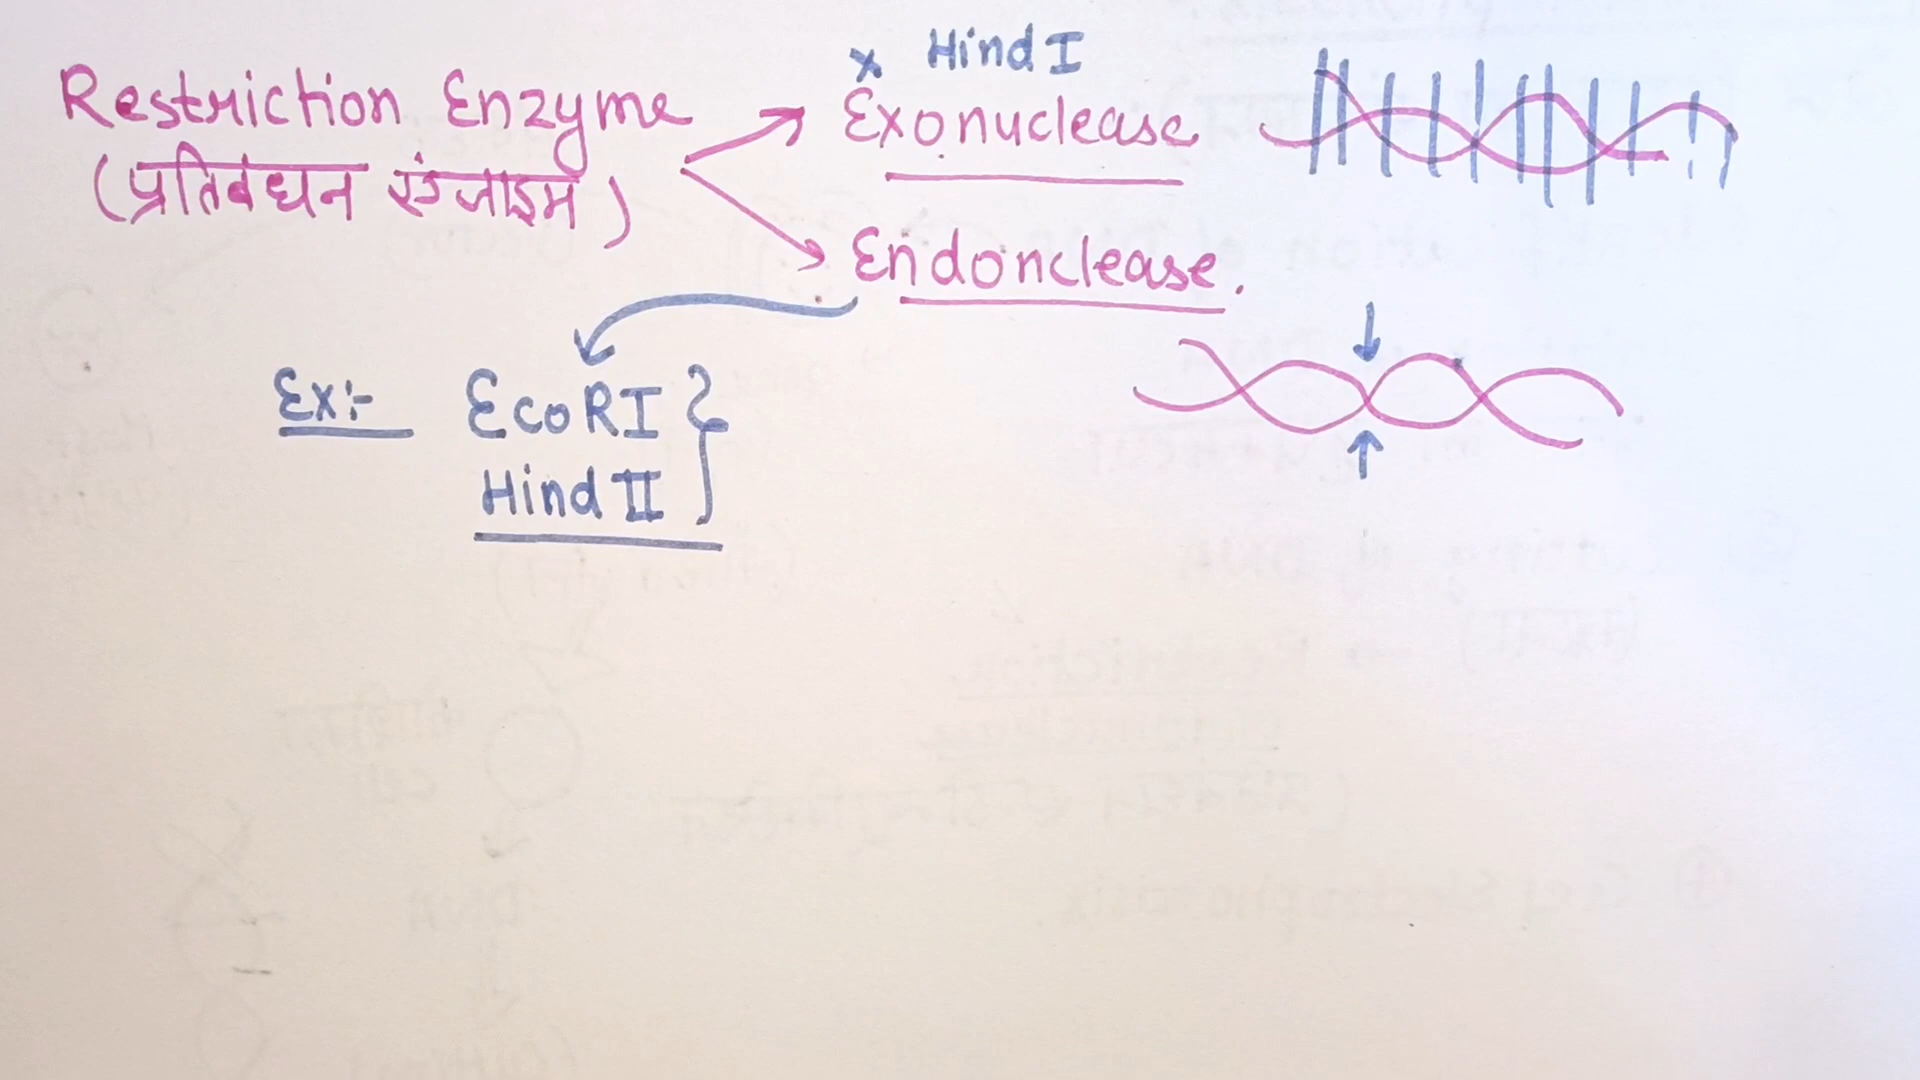 Restriction Enzyme
(प्रतिबंधन एंजाइम)
x Hind I
Exonuclease
Endonclease.
Ex:- EcoRI
Hind II